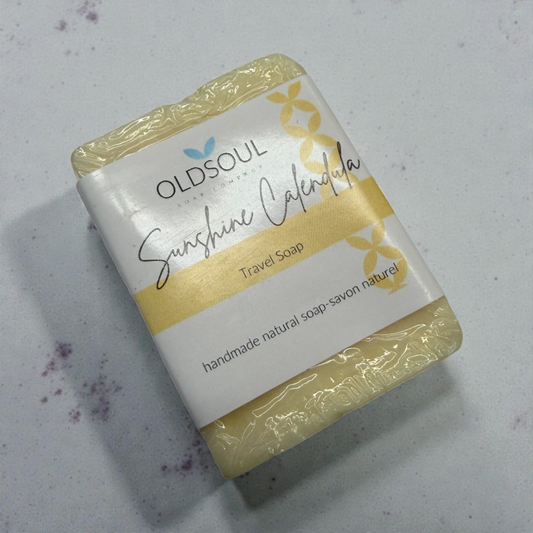 OLDSOUL
SOAP COMPANY
Sunshine Calendula
Travel Soap
handmade natural soap-savon naturel